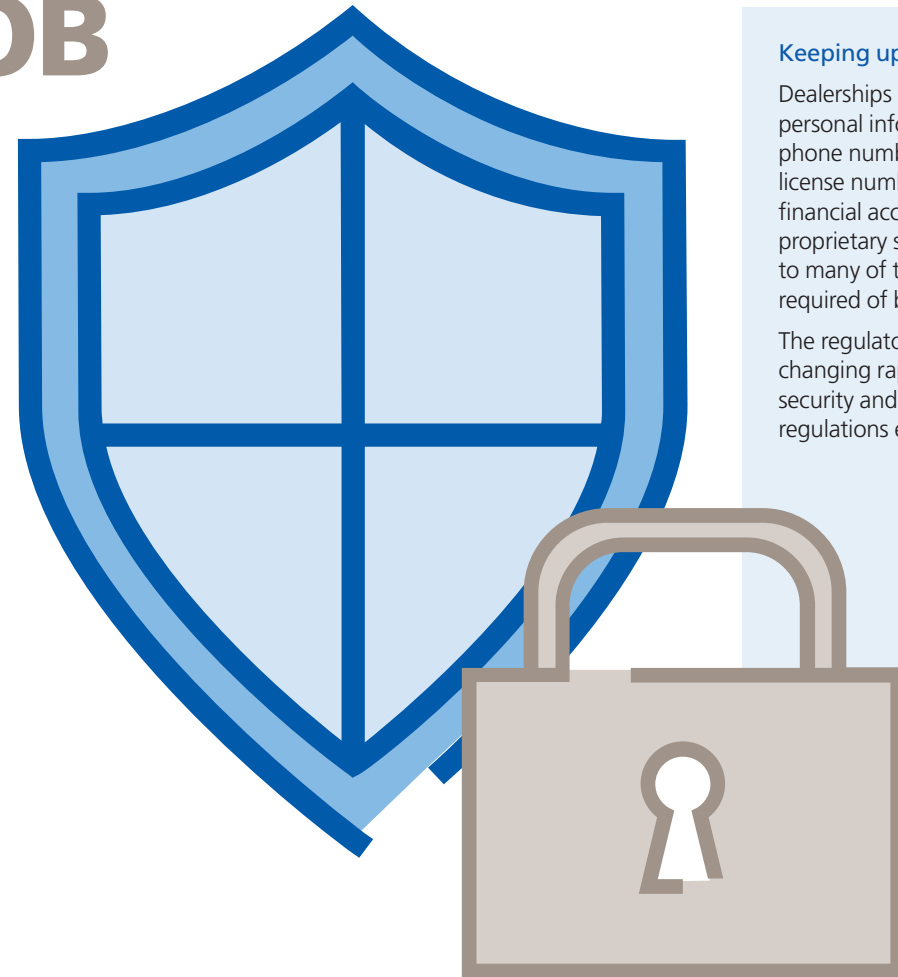 OB
Keeping up
Dealerships
personal info
phone numb
license num
financial acc
proprietary s
to many of t
required of b
The regulato
changing rap
security and
regulations e